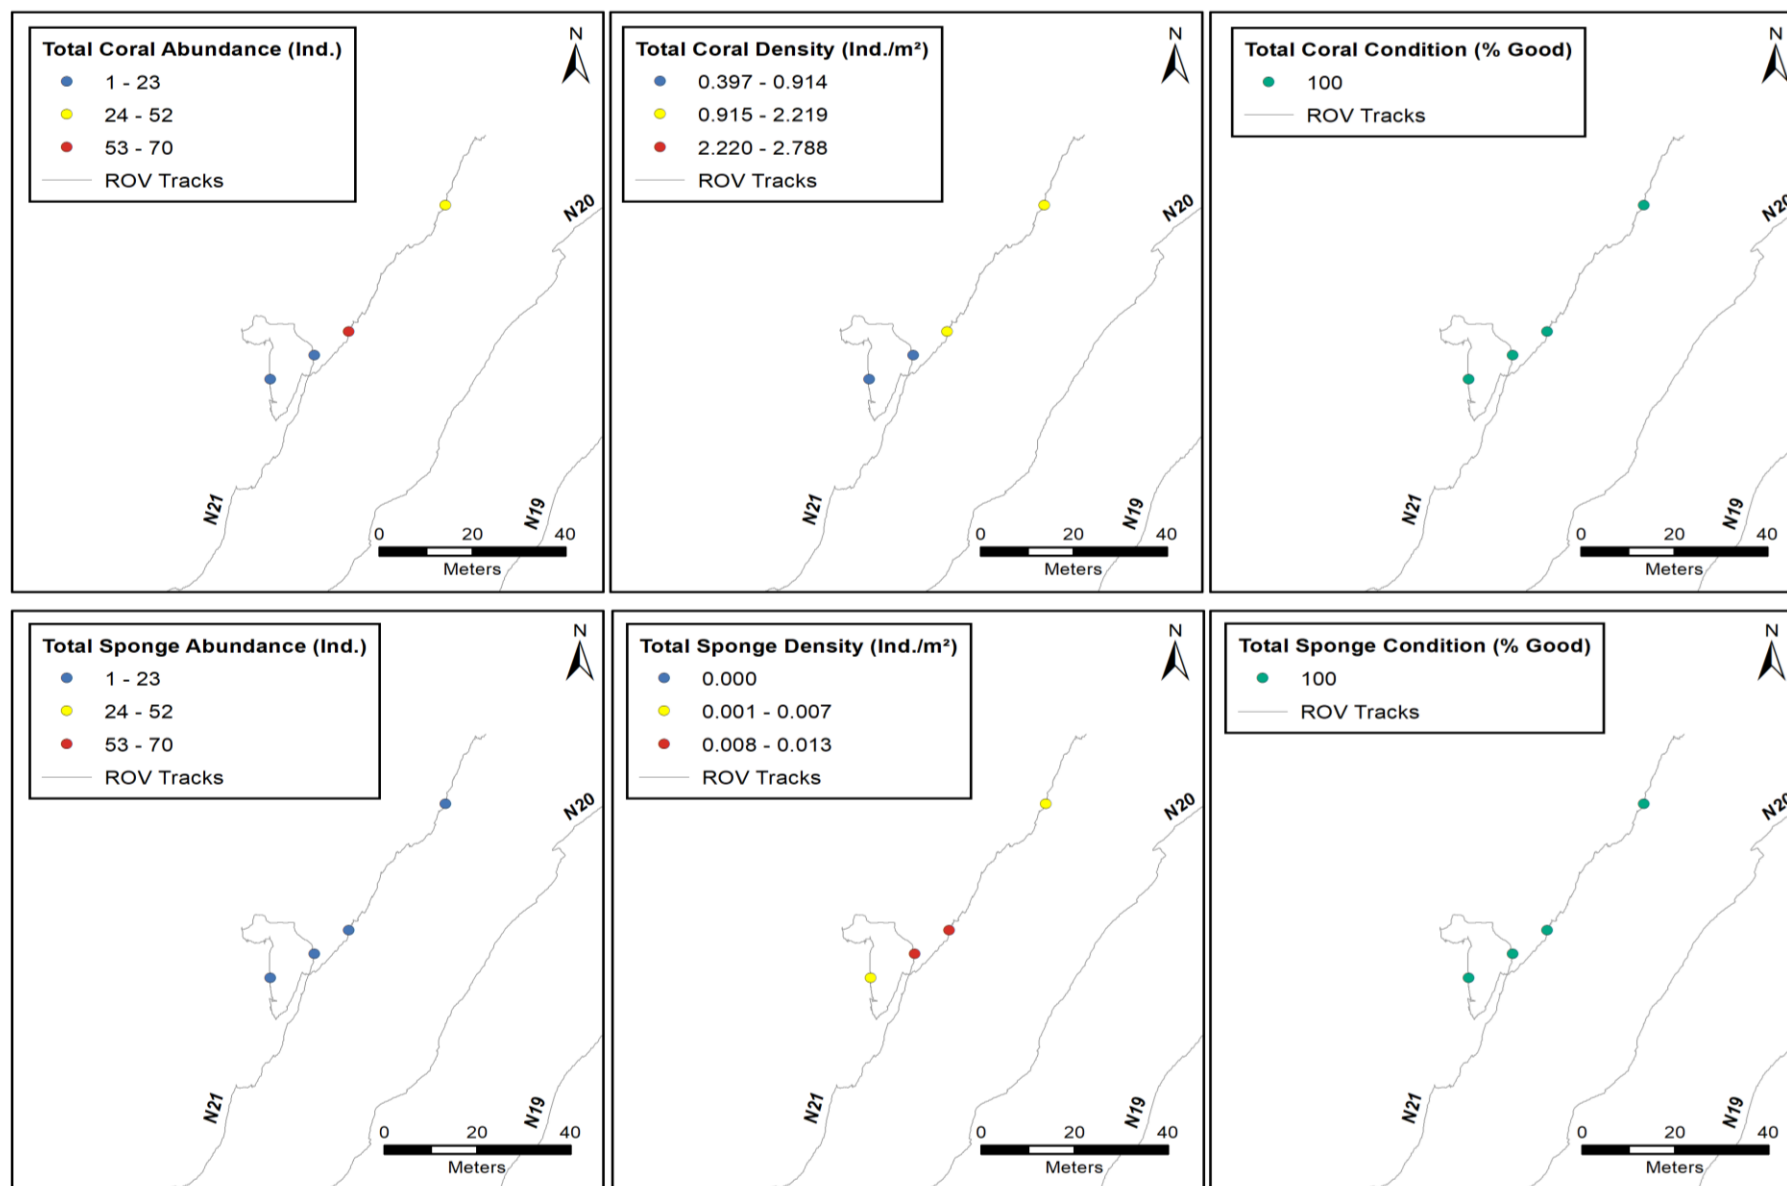 Total Coral Abundance (Ind.)
1 - 23
24 - 52
53 - 70
ROV Tracks
N
N20
N21
N19
0 20 40
Meters
Total Coral Density (Ind./m²)
0.397 - 0.914
0.915 - 2.219
2.220 - 2.788
ROV Tracks
N
N20
N21
N19
0 20 40
Meters
Total Coral Condition (% Good)
100
ROV Tracks
N
N20
N21
N19
0 20 40
Meters
Total Sponge Abundance (Ind.)
1 - 23
24 - 52
53 - 70
ROV Tracks
N
N20
N21
N19
0 20 40
Meters
Total Sponge Density (Ind./m²)
0.000
0.001 - 0.007
0.008 - 0.013
ROV Tracks
N
N20
N21
N19
0 20 40
Meters
Total Sponge Condition (% Good)
100
ROV Tracks
N
N20
N21
N19
0 20 40
Meters